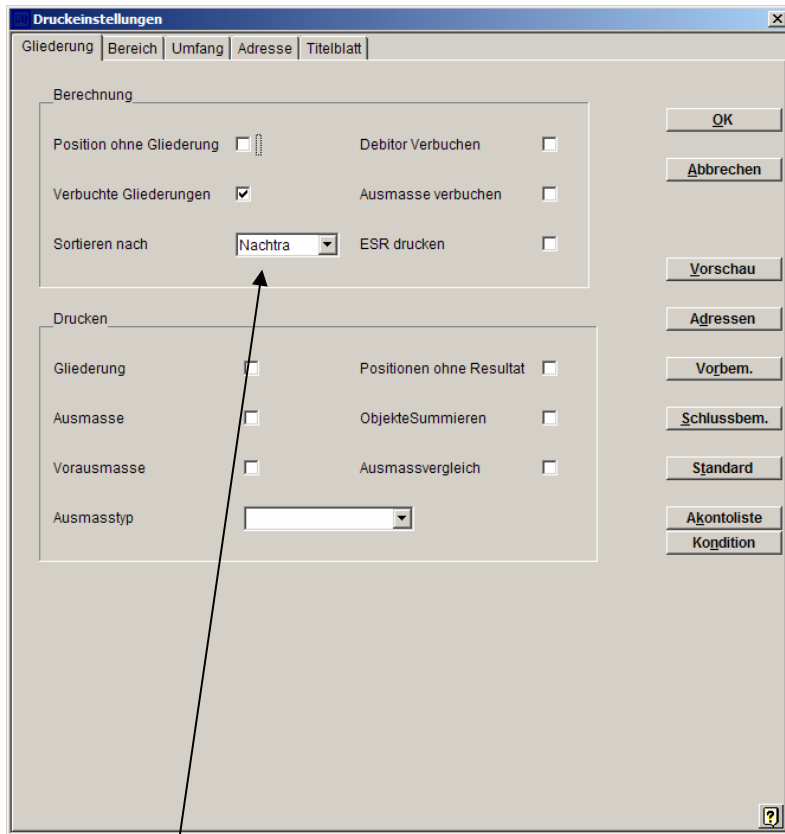 Druckeinstellungen
Gliederung Bereich Umfang Adresse Titelblatt
Berechnung
Position ohne Gliederung Debitor Verbuchen
Verbuchte Gliederungen Ausmasse verbuchen
Sortieren nach Nachtra ESR drucken
Drucken
Gliederung Positionen ohne Resultat
Ausmasse ObjekteSummieren
Vorausmasse Ausmassvergleich
Ausmasstyp
OK
Abbrechen
Vorschau
Adressen
Vorbem.
Schlussbem.
Standard
Akontoliste
Kondition
?